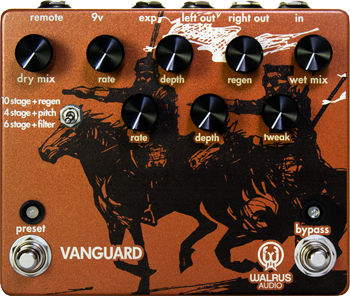 remote 9v exp left out right out in
dry mix rate depth regen wet mix
10 stage+regen
4 stage+pitch
6 stage+filter
rate depth tweak
preset bypass
VANGUARD
WALRUS
AUDIO